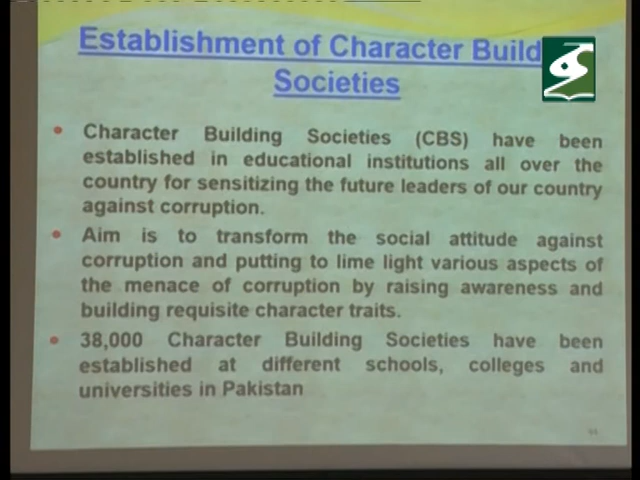 Establishment of Character Build
Societies
Character Building Societies (CBS) have been
established in educational institutions all over the
country for sensitizing the future leaders of our country
against corruption.
Aim is to transform the social attitude against
corruption and putting to lime light various aspects of
the menace of corruption by raising awareness and
building requisite character traits.
38,000 Character Building Societies have been
established at different schools, colleges and
universities in Pakistan